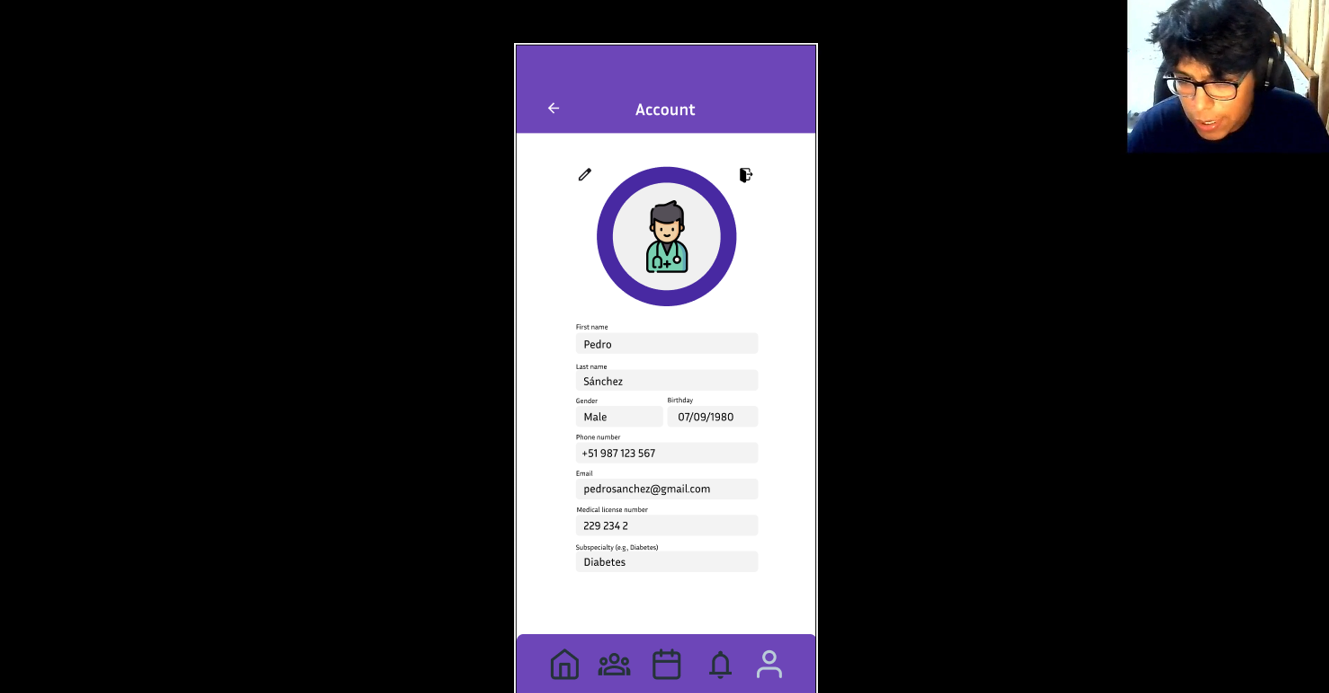 Account
First name
Pedro
Last name
Sánchez
Gender Birthday
Male 07/09/1980
Phone number
+51 987 123 567
Email
pedrosanchez@gmail.com
Medical license number
229 234 2
Subspecialty (e.g., Diabetes)
Diabetes